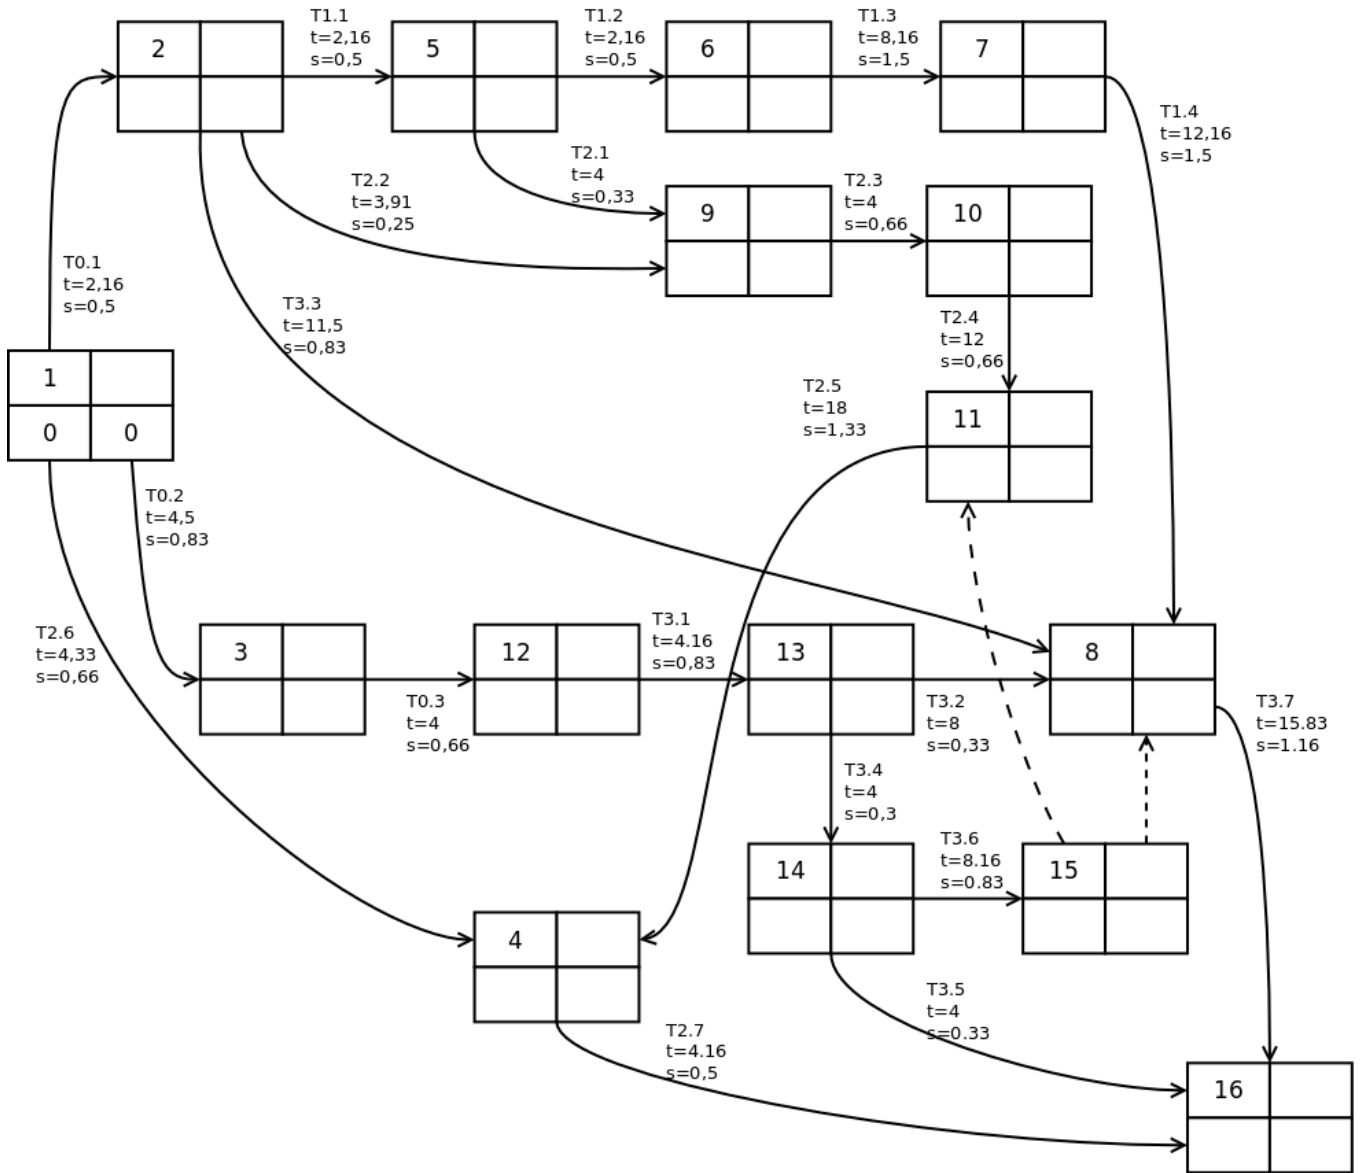 T1.1
t=2,16
s=0,5
T1.2
t=2,16
s=0,5
T1.3
t=8,16
s=1,5
2
5
6
7
T1.4
t=12,16
s=1,5
T2.1
t=4
s=0,33
T2.2
t=3,91
s=0,25
T2.3
t=4
s=0,66
9
10
T0.1
t=2,16
s=0,5
T3.3
t=11,5
s=0,83
T2.4
t=12
s=0,66
1
0
0
T2.5
t=18
s=1,33
11
T0.2
t=4,5
s=0,83
T2.6
t=4,33
s=0,66
3
12
T3.1
t=4.16
s=0,83
13
8
T0.3
t=4
s=0,66
T3.2
t=8
s=0,33
T3.7
t=15.83
s=1.16
T3.4
t=4
s=0,3
T3.6
t=8.16
s=0.83
14
15
4
T3.5
t=4
s=0.33
T2.7
t=4.16
s=0,5
16